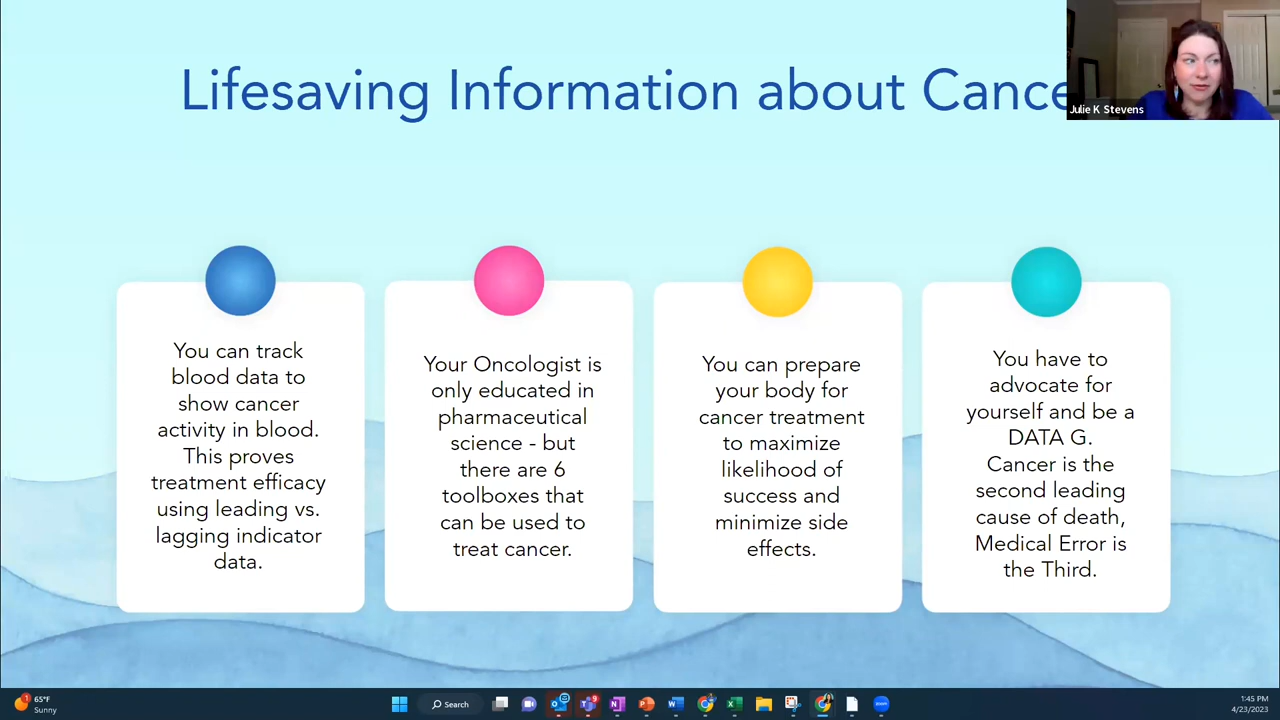 Lifesaving Information about Cance
Julie K Stevens
You can track
blood data to
show cancer
activity in blood.
This proves
treatment efficacy
using leading vs.
lagging indicator
data.
Your Oncologist is
only educated in
pharmaceutical
science - but
there are 6
toolboxes that
can be used to
treat cancer.
You can prepare
your body for
cancer treatment
to maximize
likelihood of
success and
minimize side
effects.
You have to
advocate for
yourself and be a
DATA G.
Cancer is the
second leading
cause of death,
Medical Error is
the Third.
1
65°F
Sunny
Search
9
1:45 PM
4/23/2023